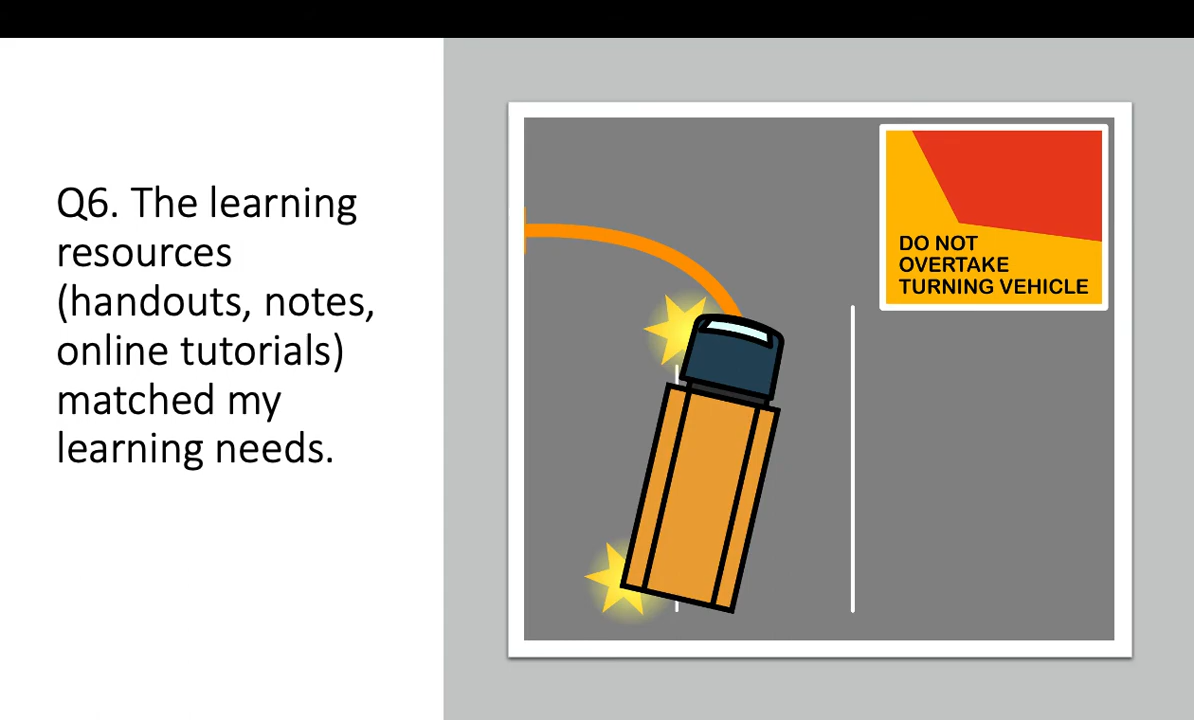 Q6. The learning
resources
(handouts, notes,
online tutorials)
matched my
learning needs.
DO NOT
OVERTAKE
TURNING VEHICLE